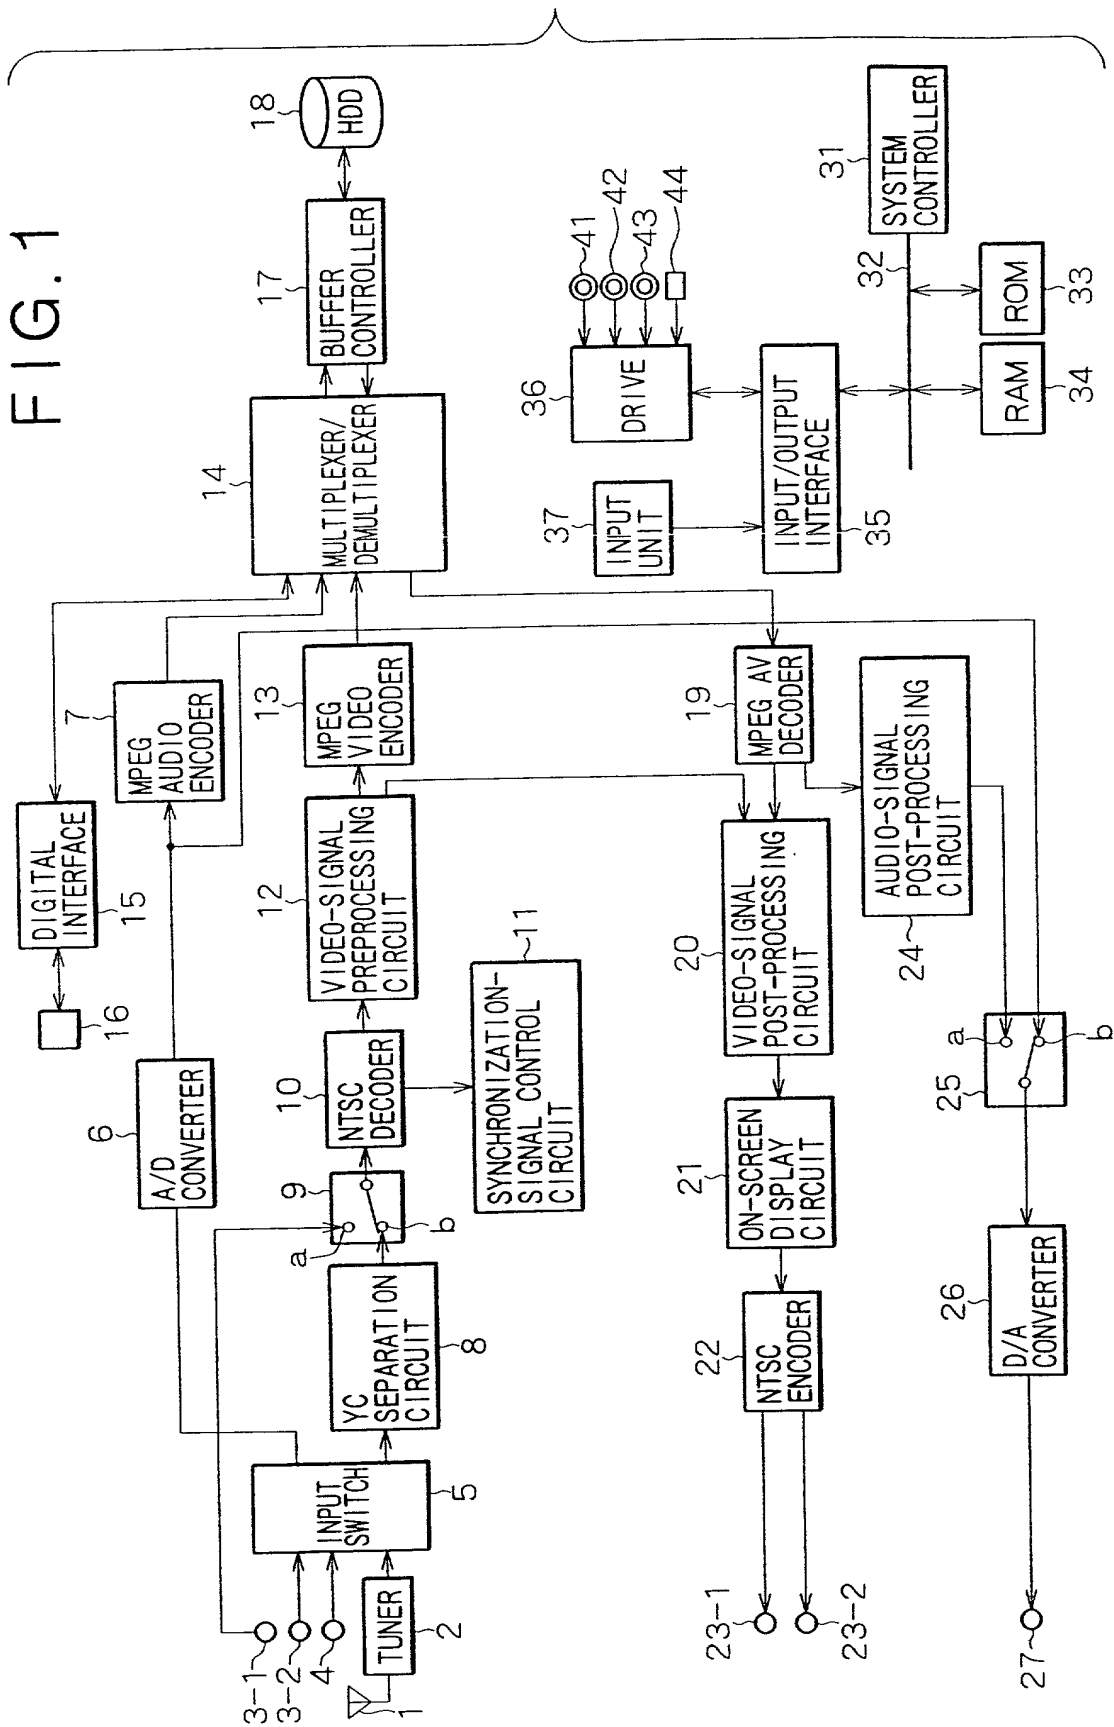 FIG.1
18
HDD
17
BUFFER
CONTROLLER
14
MULTIPLEXER/
DEMULTIPLEXER
15
DIGITAL
INTERFACE
16
7
MPEG
AUDIO
ENCODER
6
A/D
CONVERTER
13
MPEG
VIDEO
ENCODER
12
VIDEO-SIGNAL
PREPROCESSING
CIRCUIT
10
NTSC
DECODER
11
SYNCHRONIZATION-
SIGNAL CONTROL
CIRCUIT
9
a
b
YC
SEPARATION
CIRCUIT
8
INPUT
SWITCH
5
3-1
3-2
4
TUNER
2
1
36
DRIVE
41
42
43
44
37
INPUT
UNIT
INPUT/OUTPUT
INTERFACE
35
31
SYSTEM
CONTROLLER
32
ROM
33
RAM
34
19
MPEG AV
DECODER
20
VIDEO-SIGNAL
POST-PROCESSING
CIRCUIT
21
ON-SCREEN
DISPLAY
CIRCUIT
22
NTSC
ENCODER
23-1
23-2
AUDIO-SIGNAL
POST-PROCESSING
CIRCUIT
24
25
a
b
26
D/A
CONVERTER
27